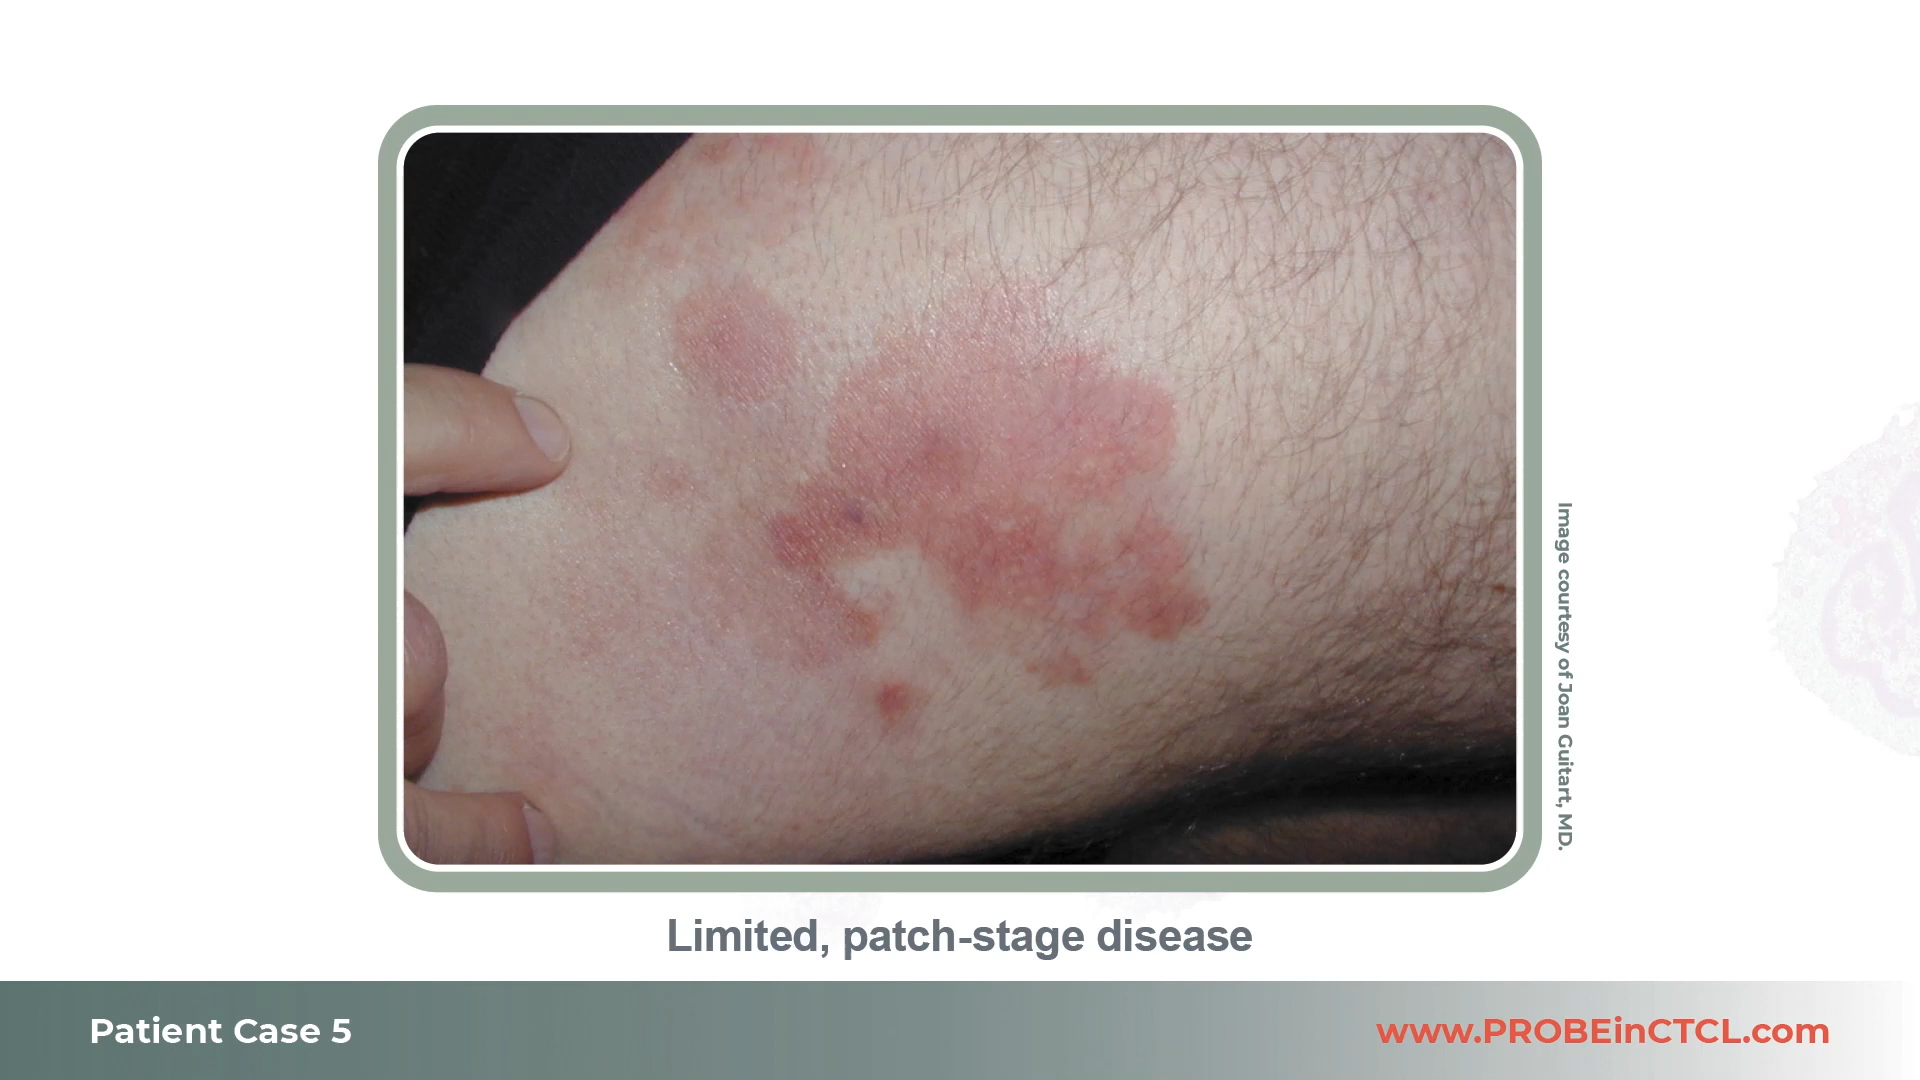 Image courtesy of Joan Guitart, MD.
Limited, patch-stage disease
Patient Case 5
www.PROBEinCTCL.com